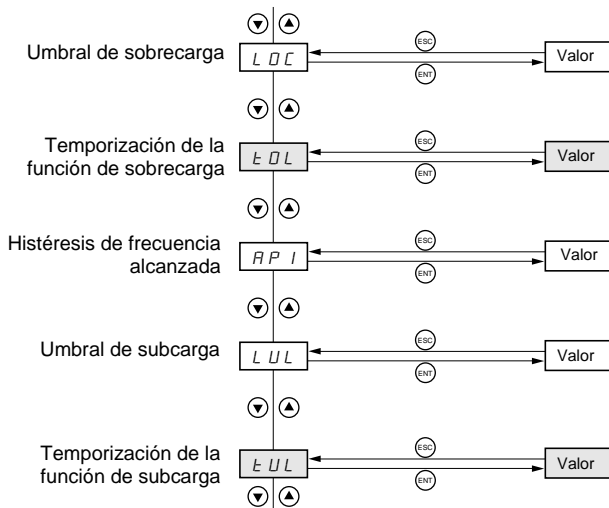 ESC
Umbral de sobrecarga LOC Valor
ENT
Temporización de la
función de sobrecarga
ESC
tOL Valor
ENT
Histéresis de frecuencia
alcanzada
ESC
AP1 Valor
ENT
ESC
Umbral de subcarga LUL Valor
ENT
Temporización de la
función de subcarga
ESC
tUL Valor
ENT